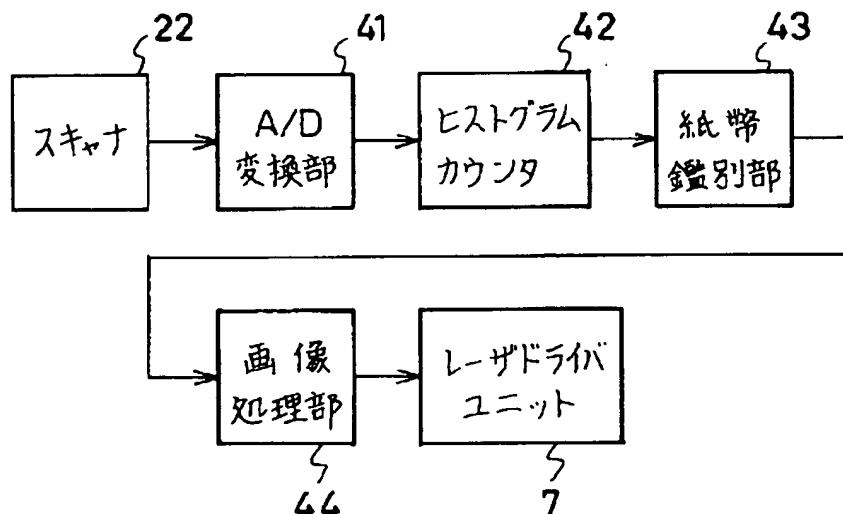 22
41
42
43
スキャナ
A/D
変換部
ヒストグラム
カウンタ
紙幣
鑑別部
画像
処理部
レーザドライバ
ユニット
44
7